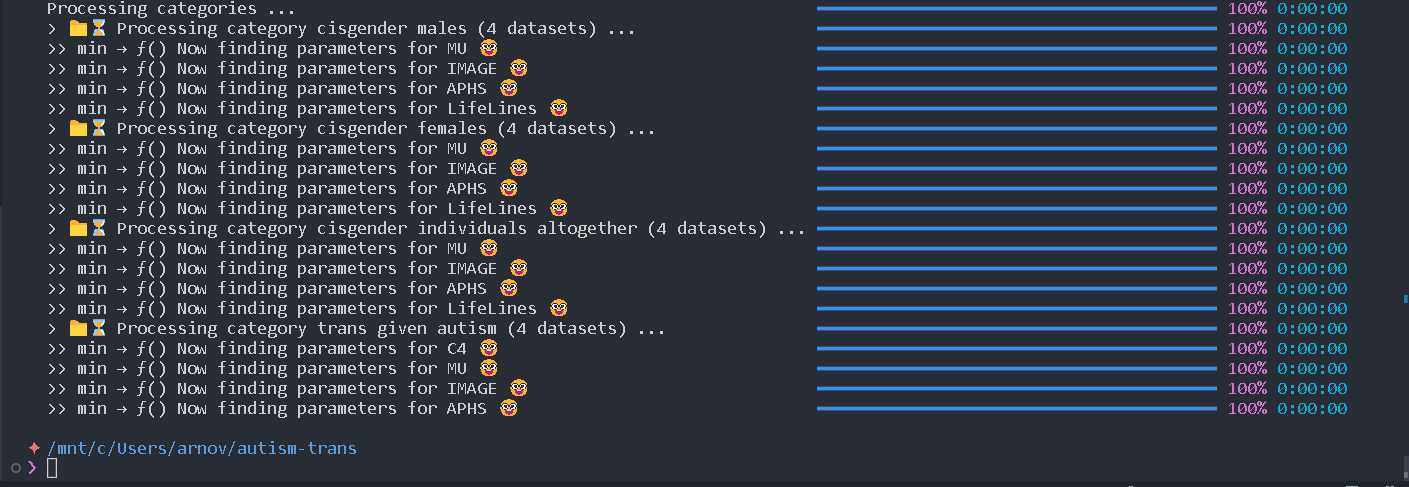 Processing categories ... 100% 0:00:00
> 📁⏳ Processing category cisgender males (4 datasets) ... 100% 0:00:00
>> min → ƒ() Now finding parameters for MU 🤓 100% 0:00:00
>> min → ƒ() Now finding parameters for IMAGE 🤓 100% 0:00:00
>> min → ƒ() Now finding parameters for APHS 🤓 100% 0:00:00
>> min → ƒ() Now finding parameters for LifeLines 🤓 100% 0:00:00
> 📁⏳ Processing category cisgender females (4 datasets) ... 100% 0:00:00
>> min → ƒ() Now finding parameters for MU 🤓 100% 0:00:00
>> min → ƒ() Now finding parameters for IMAGE 🤓 100% 0:00:00
>> min → ƒ() Now finding parameters for APHS 🤓 100% 0:00:00
>> min → ƒ() Now finding parameters for LifeLines 🤓 100% 0:00:00
> 📁⏳ Processing category cisgender individuals altogether (4 datasets) ... 100% 0:00:00
>> min → ƒ() Now finding parameters for MU 🤓 100% 0:00:00
>> min → ƒ() Now finding parameters for IMAGE 🤓 100% 0:00:00
>> min → ƒ() Now finding parameters for APHS 🤓 100% 0:00:00
>> min → ƒ() Now finding parameters for LifeLines 🤓 100% 0:00:00
> 📁⏳ Processing category trans given autism (4 datasets) ... 100% 0:00:00
>> min → ƒ() Now finding parameters for C4 🤓 100% 0:00:00
>> min → ƒ() Now finding parameters for MU 🤓 100% 0:00:00
>> min → ƒ() Now finding parameters for IMAGE 🤓 100% 0:00:00
>> min → ƒ() Now finding parameters for APHS 🤓 100% 0:00:00
✦ /mnt/c/Users/arnov/autism-trans
❯